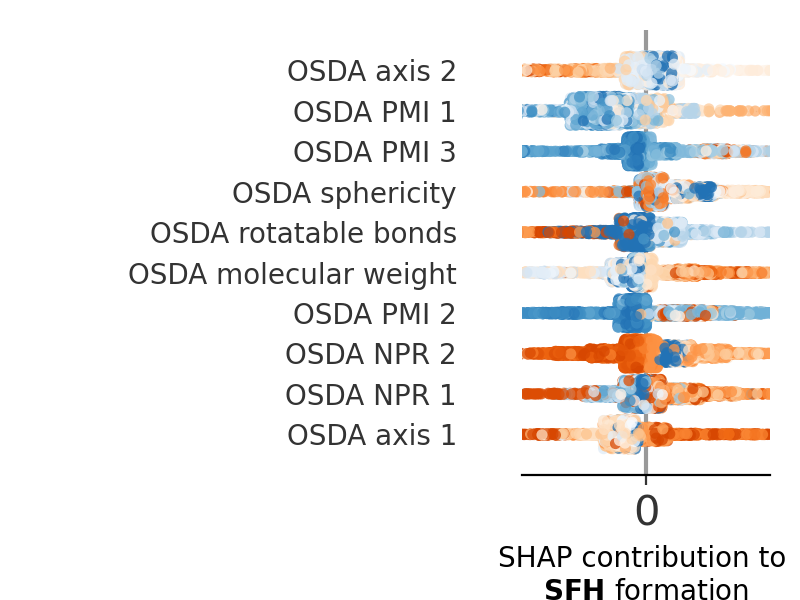 OSDA axis 2
OSDA PMI 1
OSDA PMI 3
OSDA sphericity
OSDA rotatable bonds
OSDA molecular weight
OSDA PMI 2
OSDA NPR 2
OSDA NPR 1
OSDA axis 1
0
SHAP contribution to
SFH formation